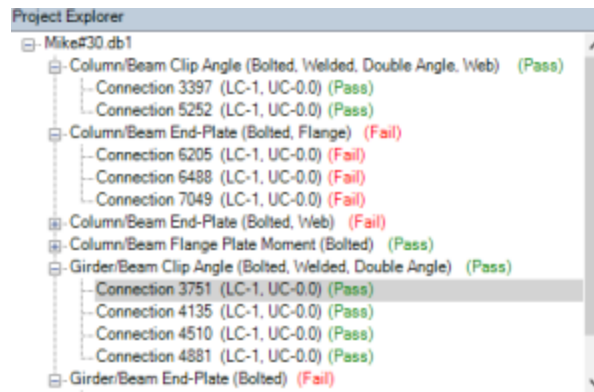 Project Explorer
Mike#30.db1
Column/Beam Clip Angle (Bolted, Welded, Double Angle, Web) (Pass)
Connection 3397 (LC-1, UC-0.0) (Pass)
Connection 5252 (LC-1, UC-0.0) (Pass)
Column/Beam End-Plate (Bolted, Flange) (Fail)
Connection 6205 (LC-1, UC-0.0) (Fail)
Connection 6488 (LC-1, UC-0.0) (Fail)
Connection 7049 (LC-1, UC-0.0) (Fail)
Column/Beam End-Plate (Bolted, Web) (Fail)
Column/Beam Flange Plate Moment (Bolted) (Pass)
Girder/Beam Clip Angle (Bolted, Welded, Double Angle) (Pass)
Connection 3751 (LC-1, UC-0.0) (Pass)
Connection 4135 (LC-1, UC-0.0) (Pass)
Connection 4510 (LC-1, UC-0.0) (Pass)
Connection 4881 (LC-1, UC-0.0) (Pass)
Girder/Beam End-Plate (Bolted) (Fail)